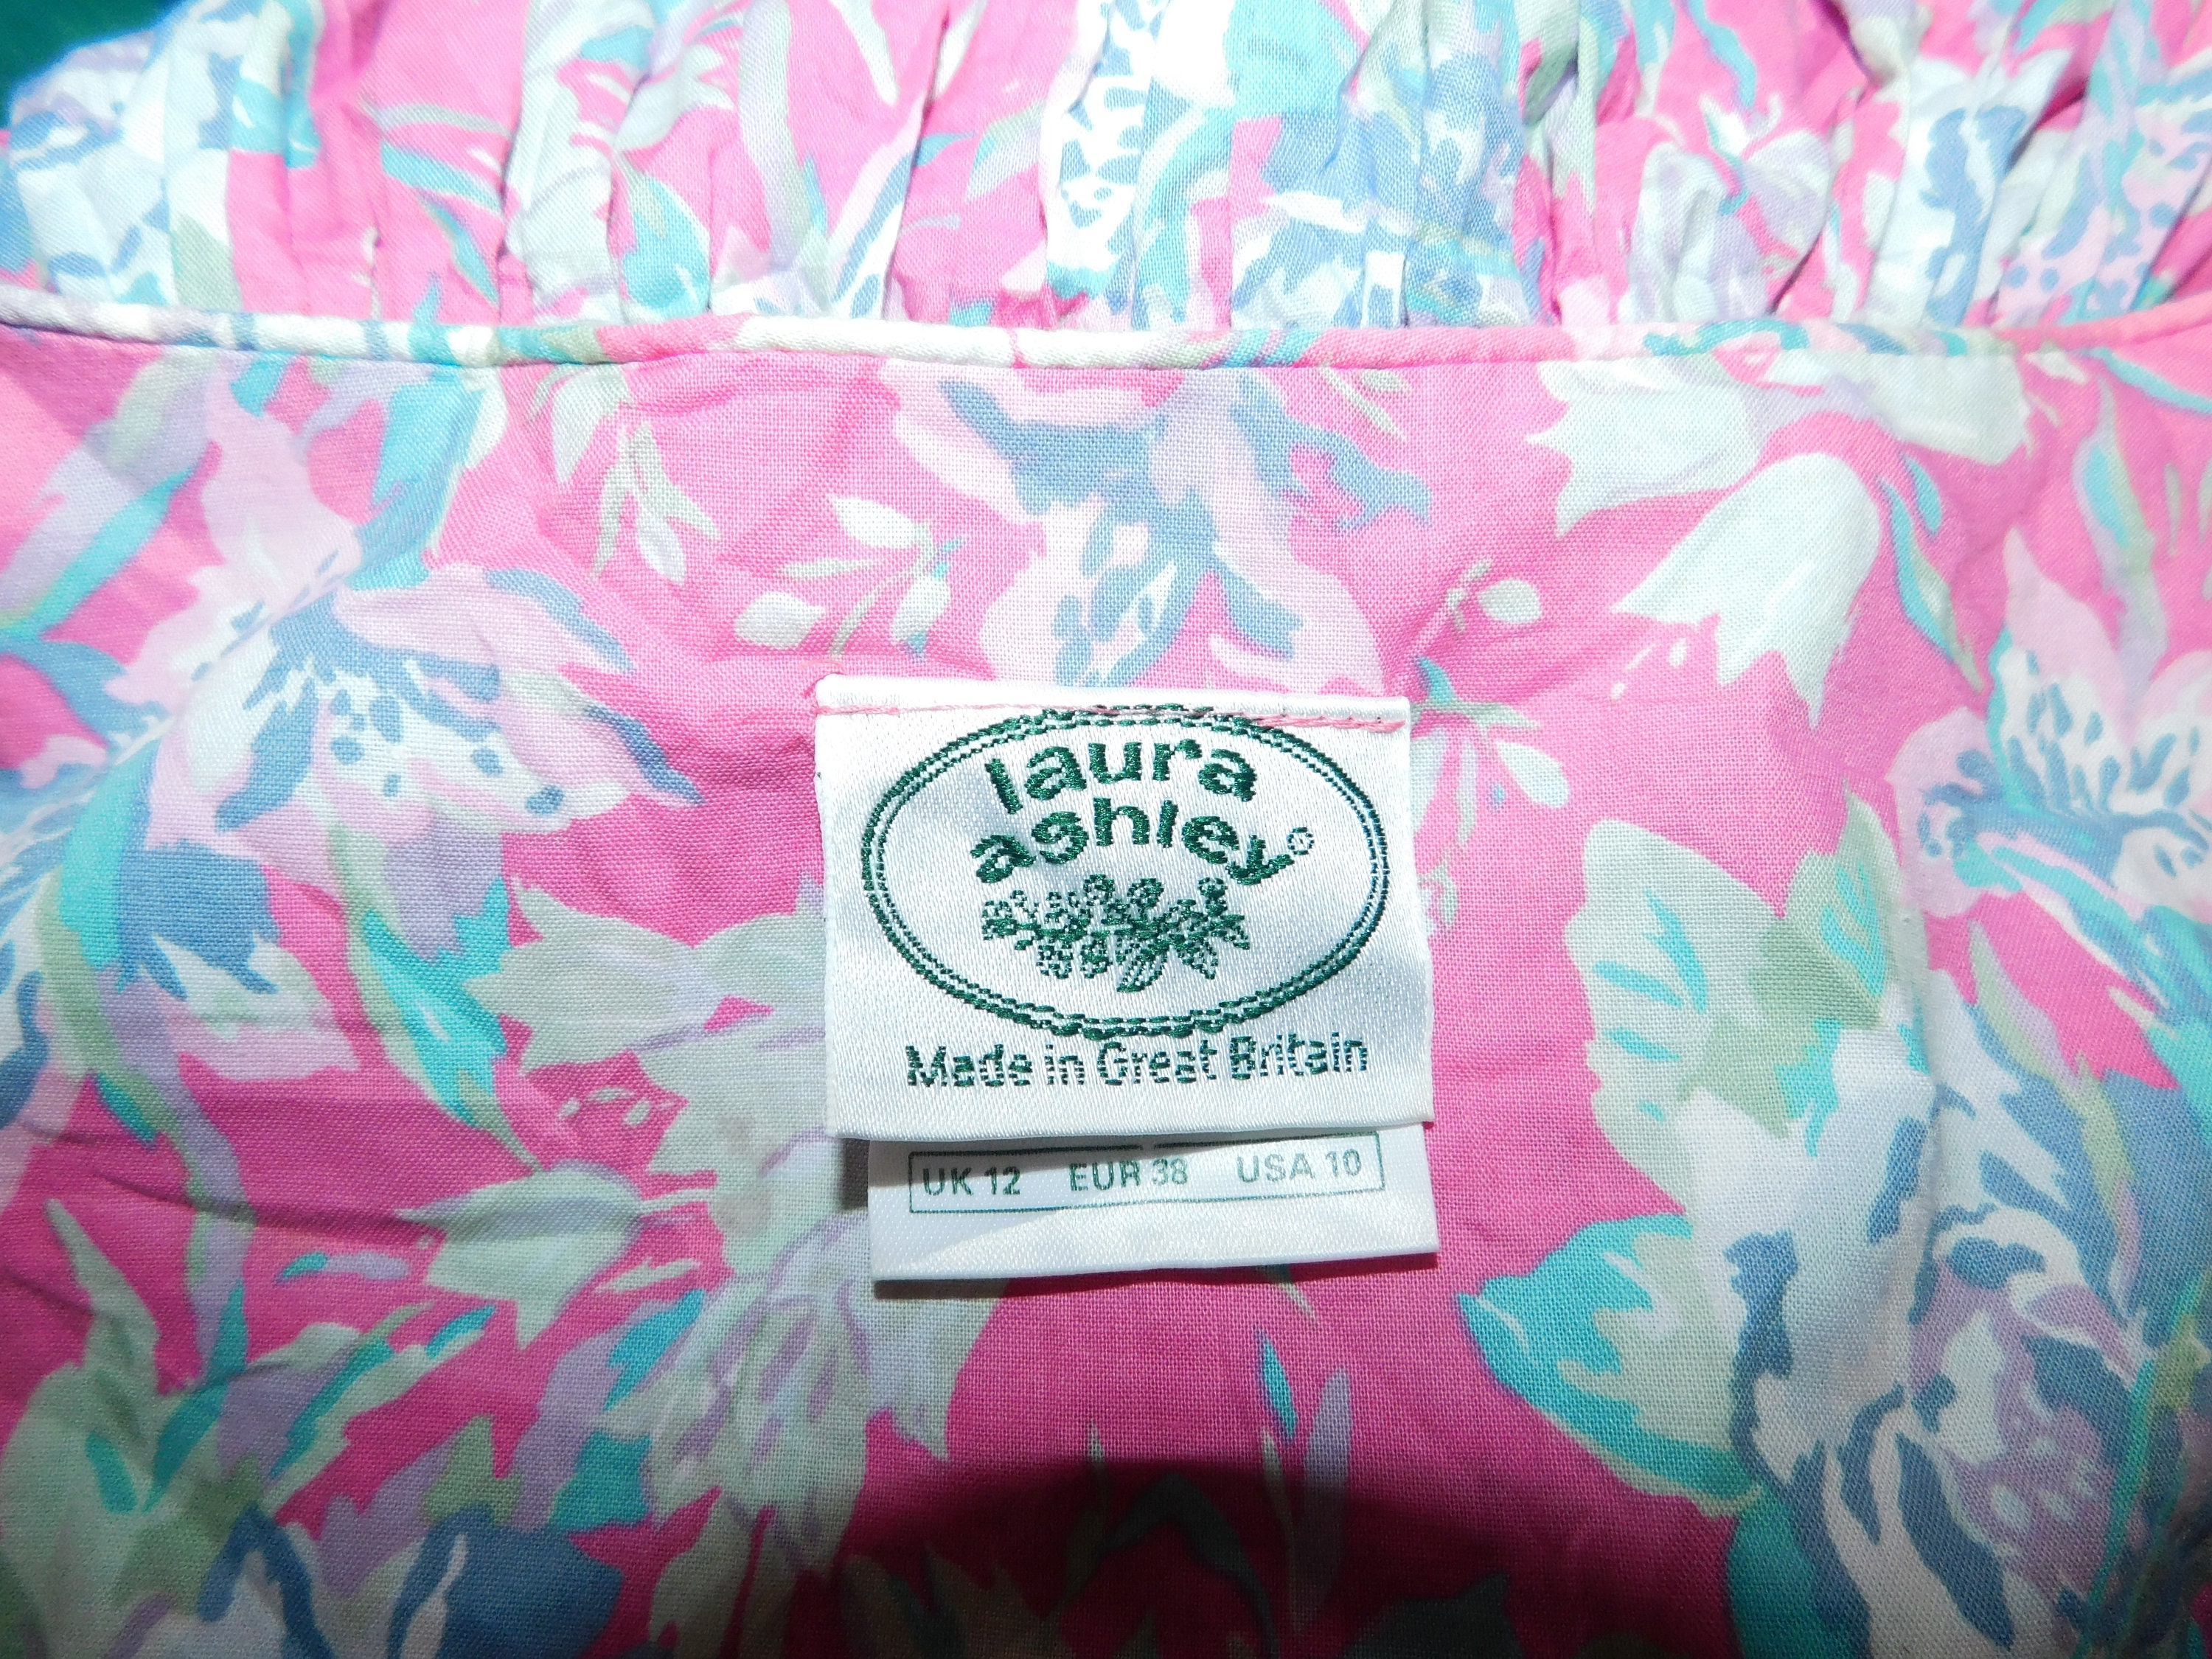 laura
ashley®
Made in Great Britain
UK 12 EUR 38 USA 10